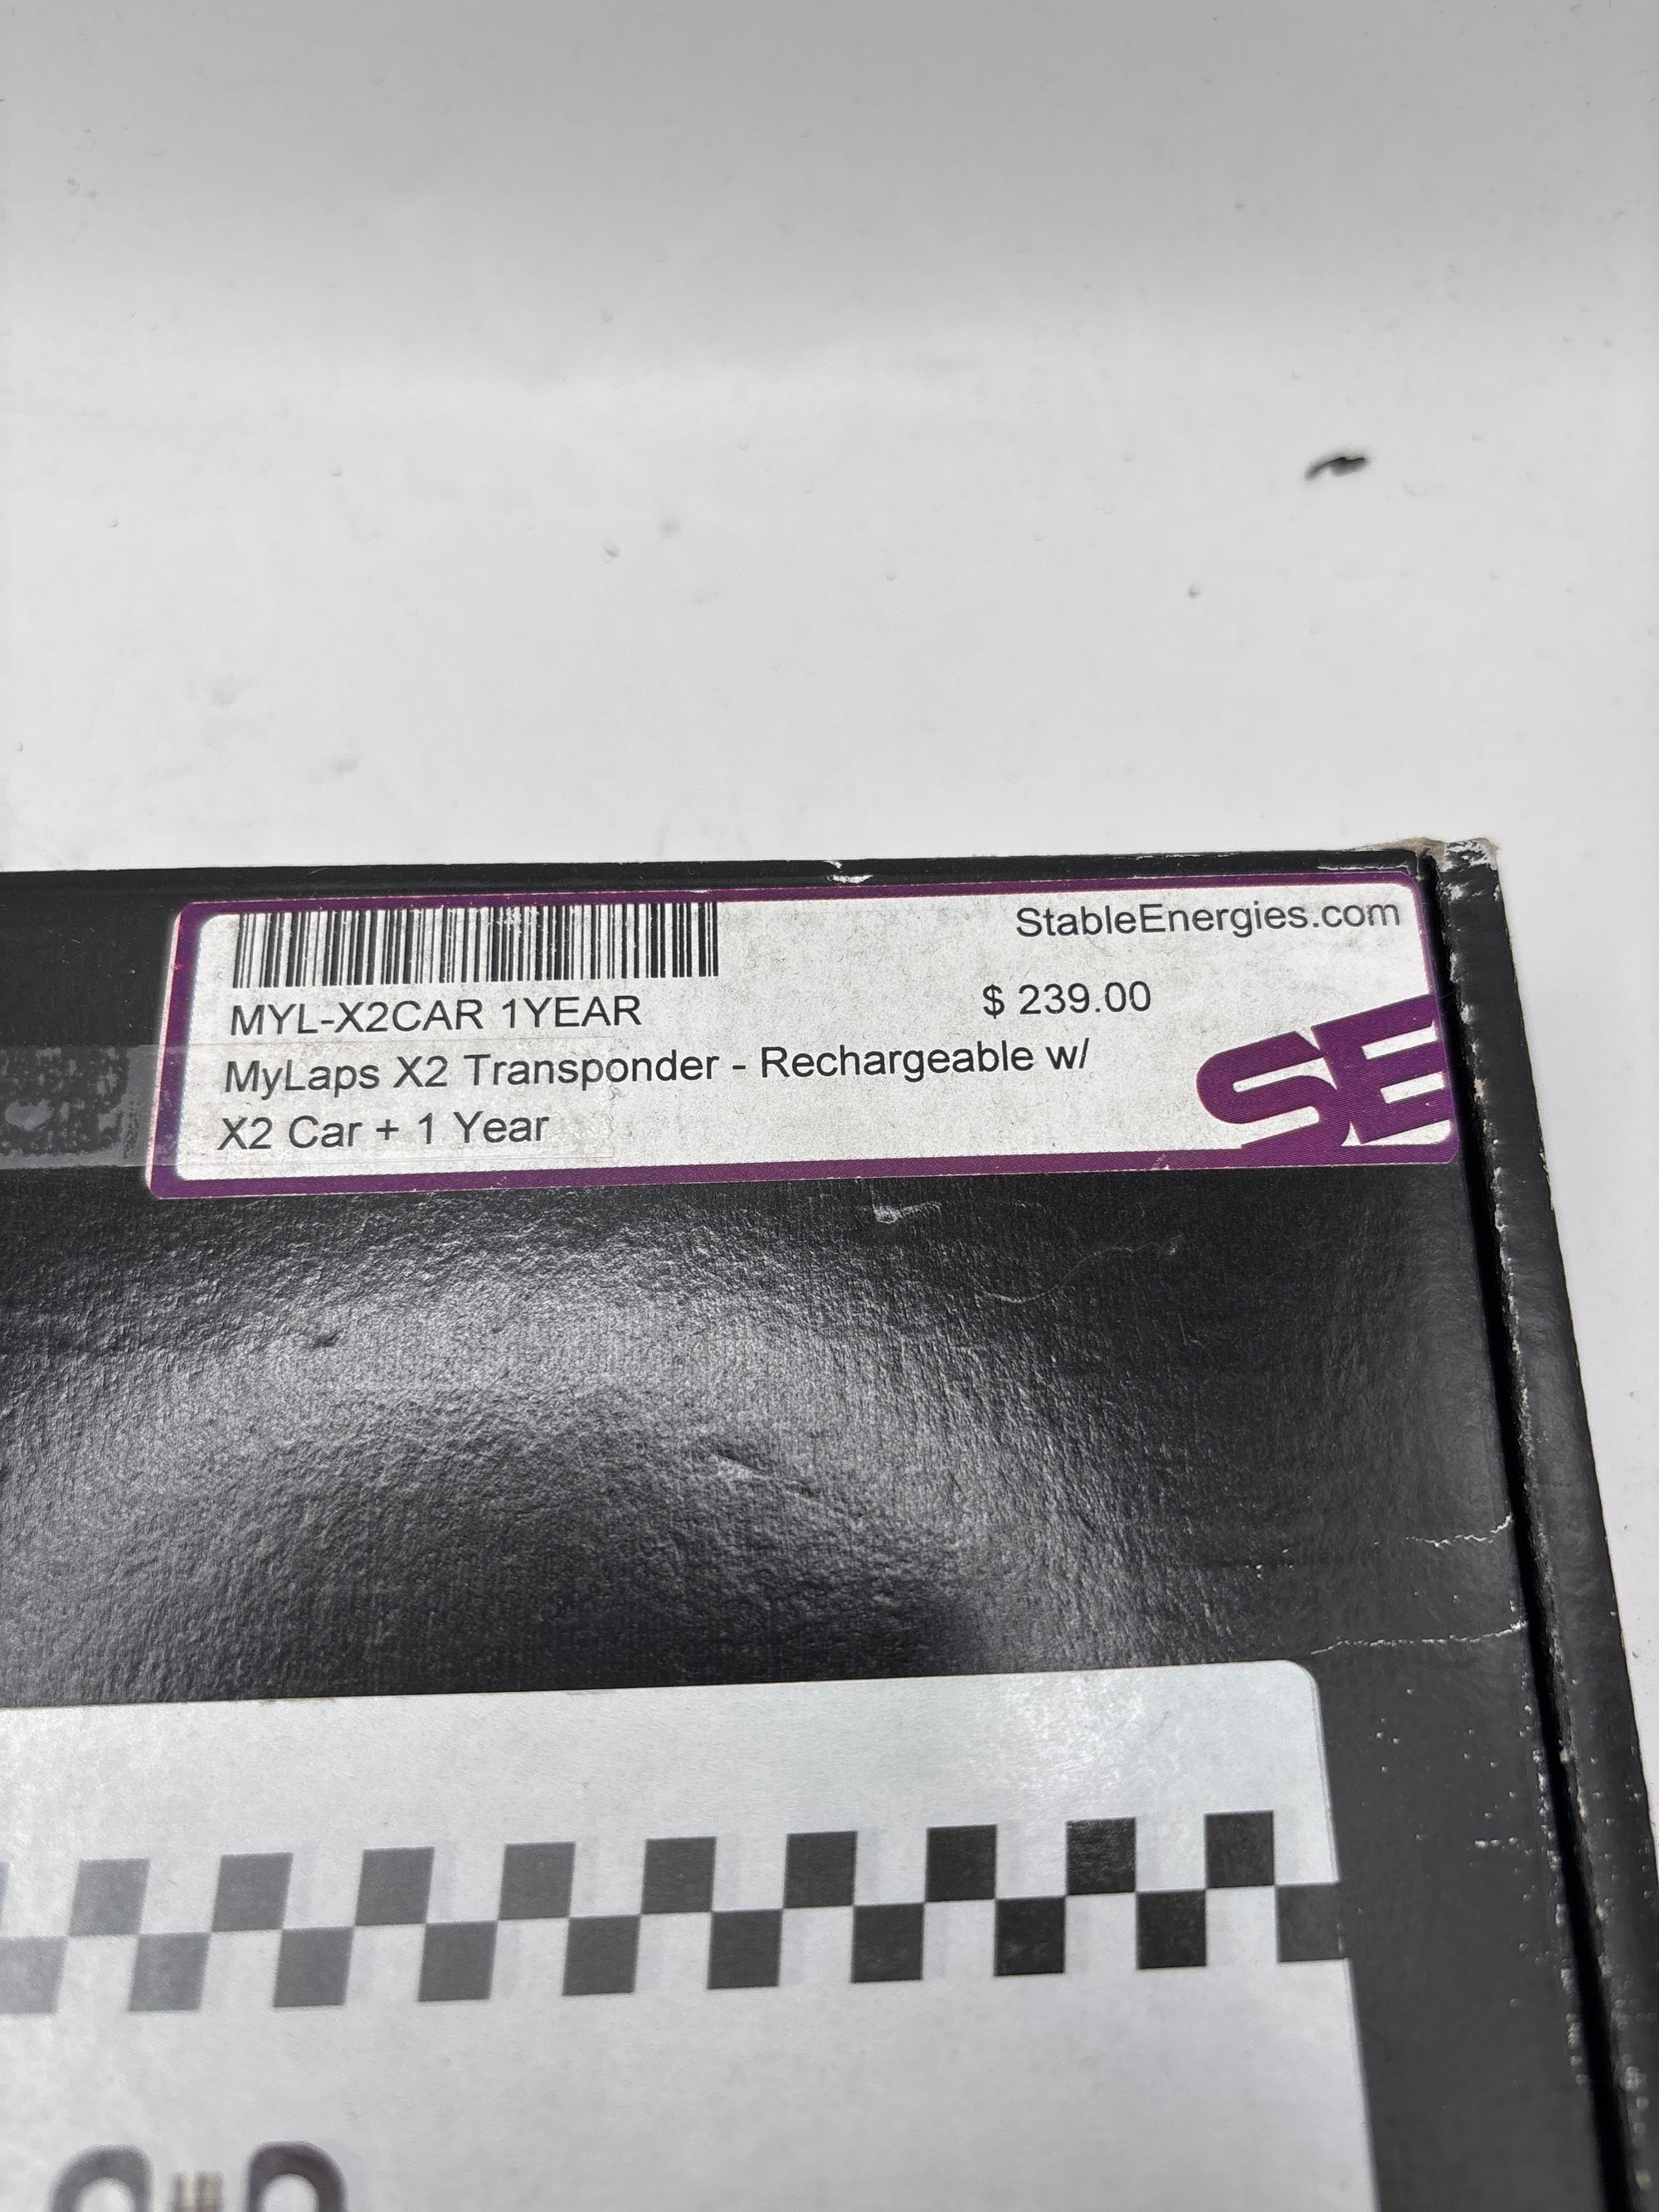 StableEnergies.com
MYL-X2CAR 1YEAR
$ 239.00
MyLaps X2 Transponder - Rechargeable w/
X2 Car + 1 Year
SE